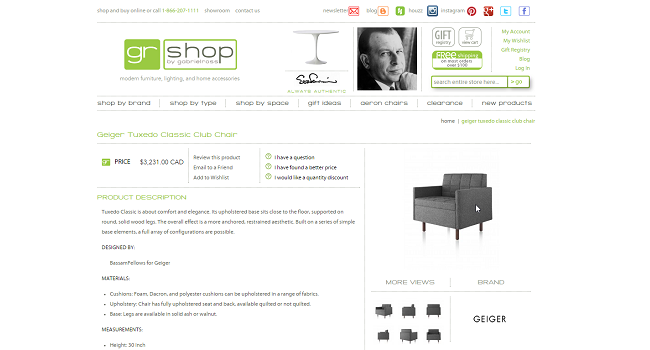 shop and buy online or call 1-866-207-1111 showroom contact us newsletter blog houzz instagram
gr shop
by gabrielross
modern furniture, lighting, and home accessories
ALWAYS AUTHENTIC
GIFT
registry
view cart
FREE shipping
on most orders
over $100
My Account
My Wishlist
Gift Registry
Blog
Log In
search entire store here...
> go
shop by brand shop by type shop by space gift ideas aeron chairs clearance new products
home | geiger tuxedo classic club chair
Geiger Tuxedo Classic Club Chair
gr PRICE $3,231.00 CAD
Review this product
Email to a Friend
Add to Wishlist
I have a question
I have found a better price
I would like a quantity discount
PRODUCT DESCRIPTION
Tuxedo Classic is about comfort and elegance. Its upholstered base sits close to the floor, supported on
round, solid wood legs. The overall effect is a more anchored, restrained aesthetic. Built on a series of simple
base elements, a full array of configurations are possible.
DESIGNED BY:
BassamFellows for Geiger
MATERIALS:
Cushions: Foam, Dacron, and polyester cushions can be upholstered in a range of fabrics.
Upholstery: Chair has fully upholstered seat and back, available quilted or not quilted.
Base: Legs are available in solid ash or walnut.
MEASUREMENTS:
Height: 30 Inch
MORE VIEWS
BRAND
GEIGER